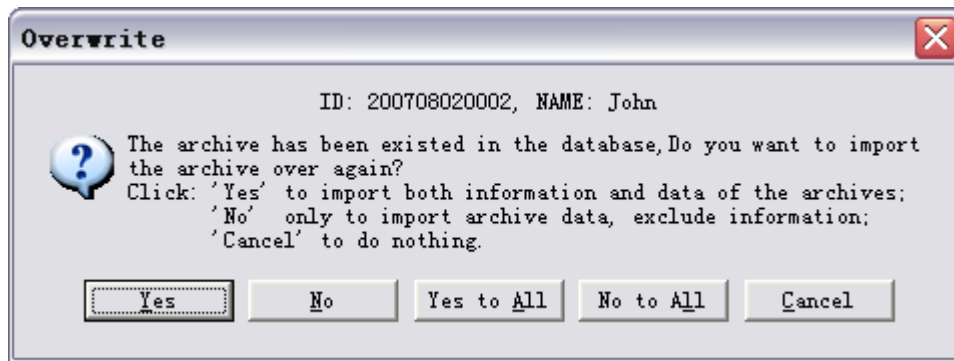 Overwrite
ID: 200708020002, NAME: John
The archive has been existed in the database,Do you want to import
the archive over again?
Click: 'Yes' to import both information and data of the archives;
'No' only to import archive data, exclude information;
'Cancel' to do nothing.
Yes No Yes to All No to All Cancel